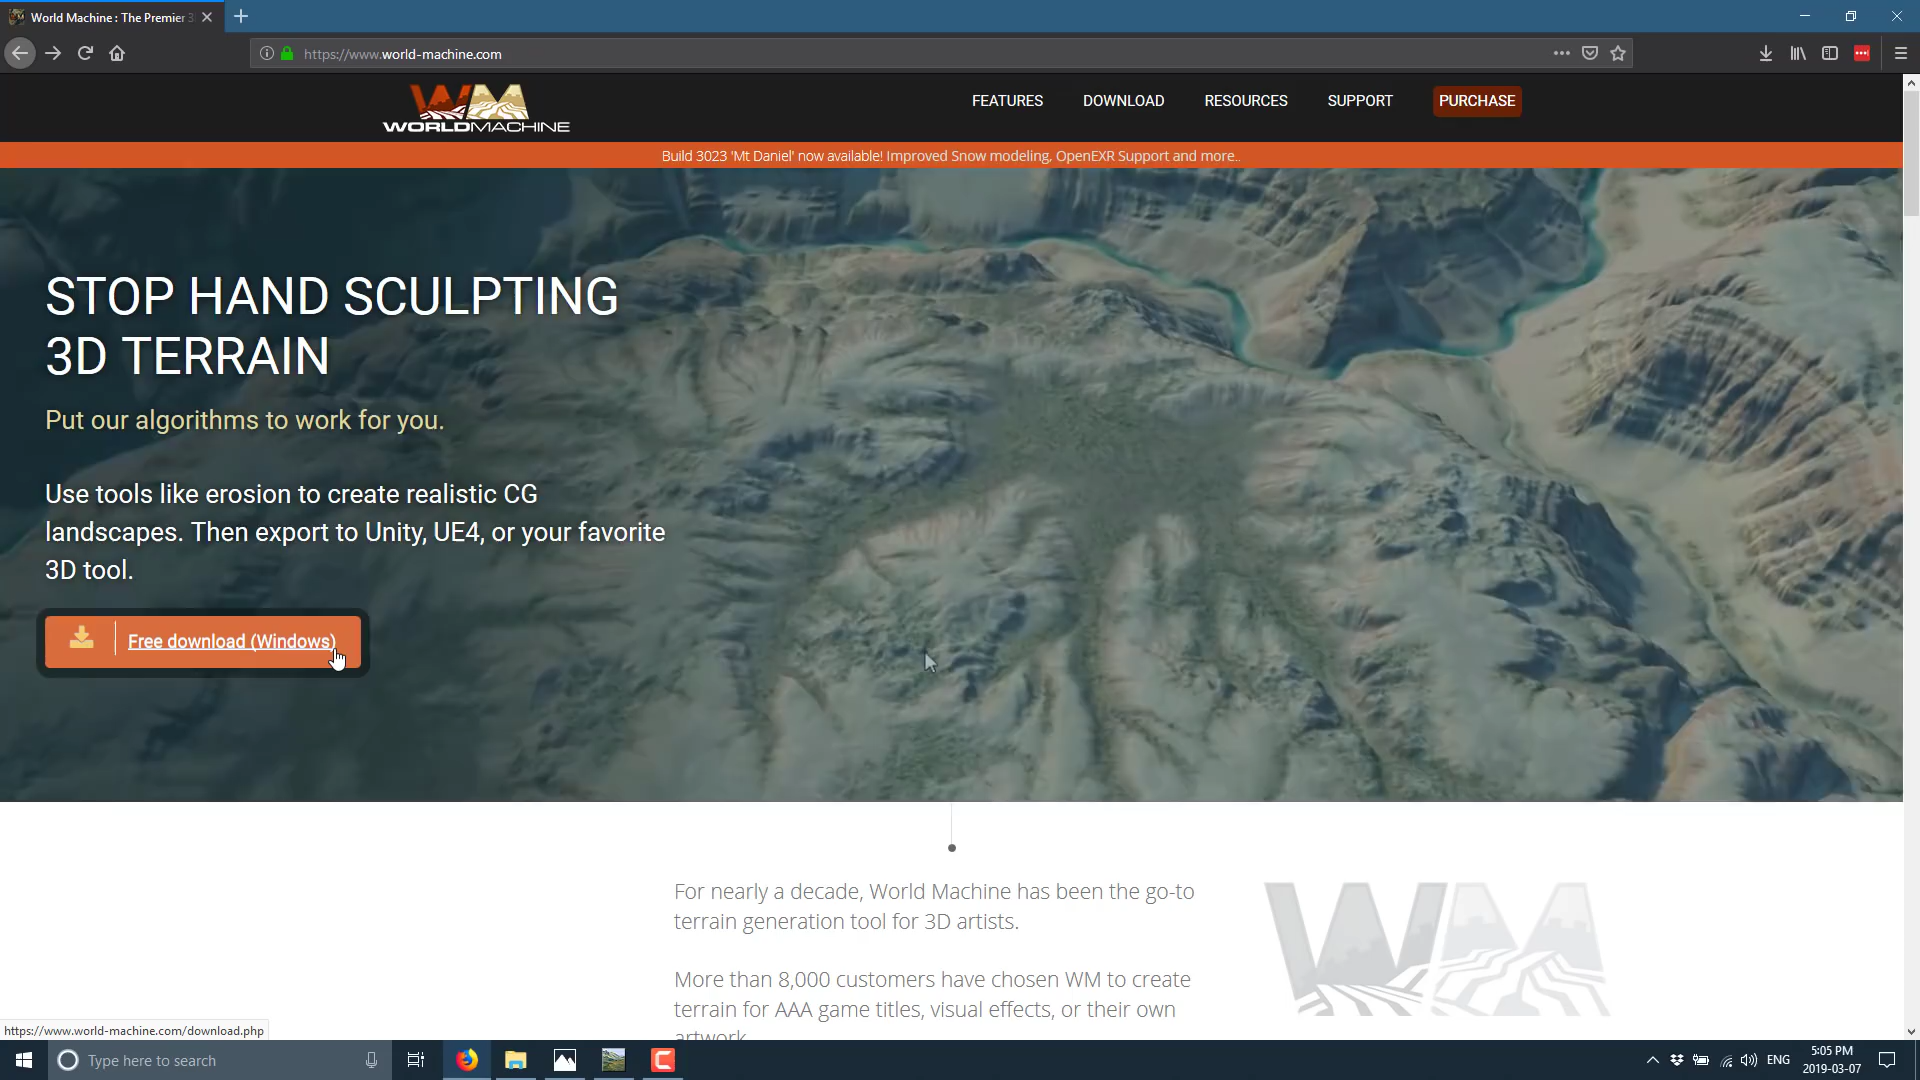 World Machine : The Premier 3
https://www.world-machine.com
WORLDMACHINE
FEATURES
DOWNLOAD
RESOURCES
SUPPORT
PURCHASE
Build 3023 'Mt Daniel' now available! Improved Snow modeling, OpenEXR Support and more..
STOP HAND SCULPTING
3D TERRAIN
Put our algorithms to work for you.
Use tools like erosion to create realistic CG
landscapes. Then export to Unity, UE4, or your favorite
3D tool.
Free download (Windows)
For nearly a decade, World Machine has been the go-to
terrain generation tool for 3D artists.
More than 8,000 customers have chosen WM to create
terrain for AAA game titles, visual effects, or their own
artwork
https://www.world-machine.com/download.php
Type here to search
ENG
5:05 PM
2019-03-07